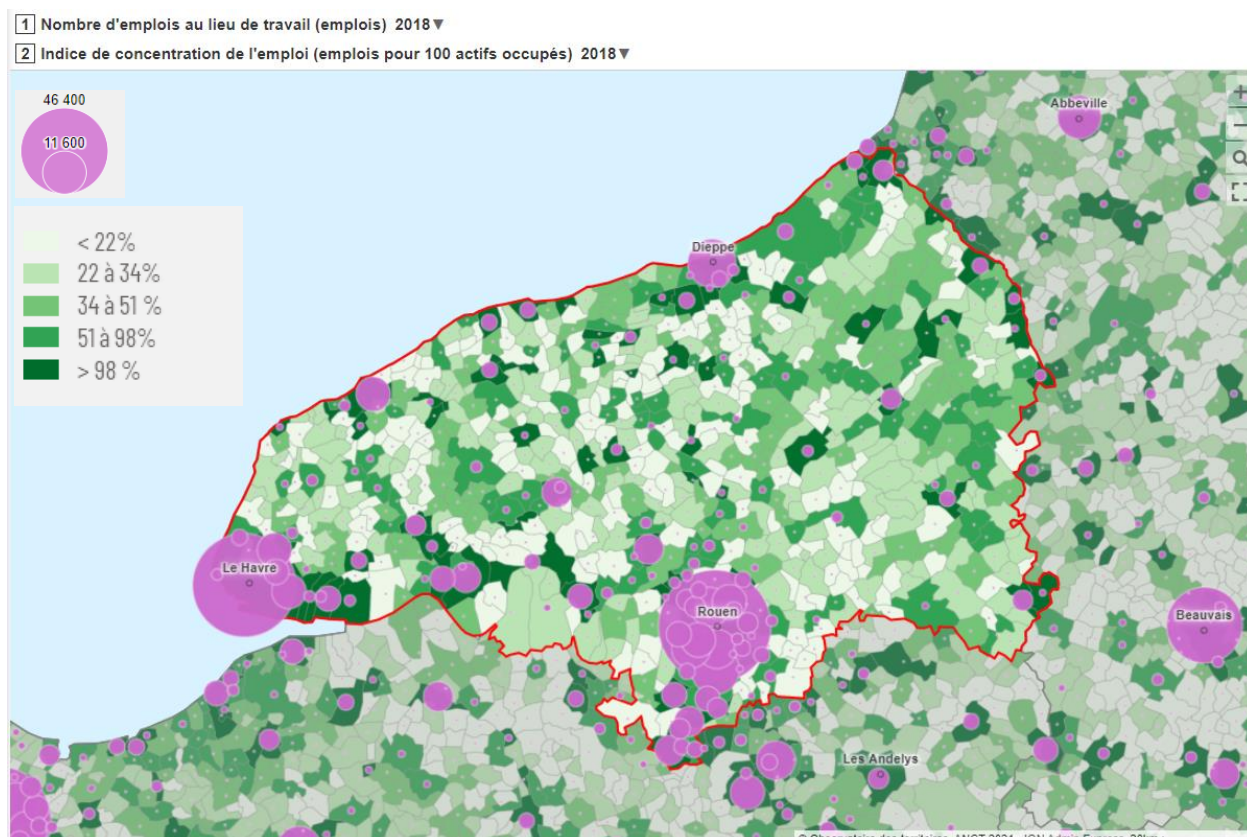 1 Nombre d'emplois au lieu de travail (emplois) 2018▼
2 Indice de concentration de l'emploi (emplois pour 100 actifs occupés) 2018▼
46 400
11 600
< 22%
22 à 34%
34 à 51 %
51 à 98%
> 98 %
Abbeville
Dieppe
Le Havre
Rouen
Beauvais
Les Andelys